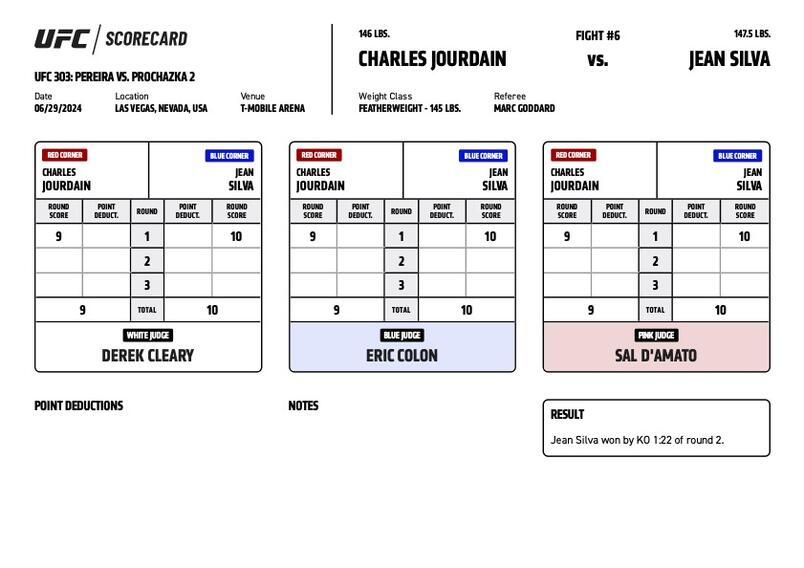 UFC SCORECARD
UFC 303: PEREIRA VS. PROCHAZKA 2
Date Location Venue
06/29/2024 LAS VEGAS, NEVADA, USA T-MOBILE ARENA
146 LBS. FIGHT #6 147.5 LBS.
CHARLES JOURDAIN vs. JEAN SILVA
Weight Class Referee
FEATHERWEIGHT - 145 LBS. MARC GODDARD
RED CORNER BLUE CORNER
CHARLES JEAN
JOURDAIN SILVA
ROUND POINT ROUND POINT ROUND
SCORE DEDUCT. DEDUCT. SCORE
9 1 10
2
3
9 TOTAL 10
WHITE JUDGE
DEREK CLEARY
RED CORNER BLUE CORNER
CHARLES JEAN
JOURDAIN SILVA
ROUND POINT ROUND POINT ROUND
SCORE DEDUCT. DEDUCT. SCORE
9 1 10
2
3
9 TOTAL 10
BLUE JUDGE
ERIC COLON
RED CORNER BLUE CORNER
CHARLES JEAN
JOURDAIN SILVA
ROUND POINT ROUND POINT ROUND
SCORE DEDUCT. DEDUCT. SCORE
9 1 10
2
3
9 TOTAL 10
PINK JUDGE
SAL D'AMATO
POINT DEDUCTIONS
NOTES
RESULT
Jean Silva won by KO 1:22 of round 2.